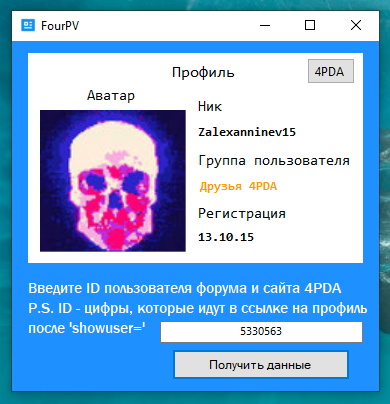 FourPV
Профиль
4PDA
Аватар
Ник
Zalexanninev15
Группа пользователя
Друзья 4PDA
Регистрация
13.10.15
Введите ID пользователя форума и сайта 4PDA
P.S. ID - цифры, которые идут в ссылке на профиль
после 'showuser='
5330563
Получить данные